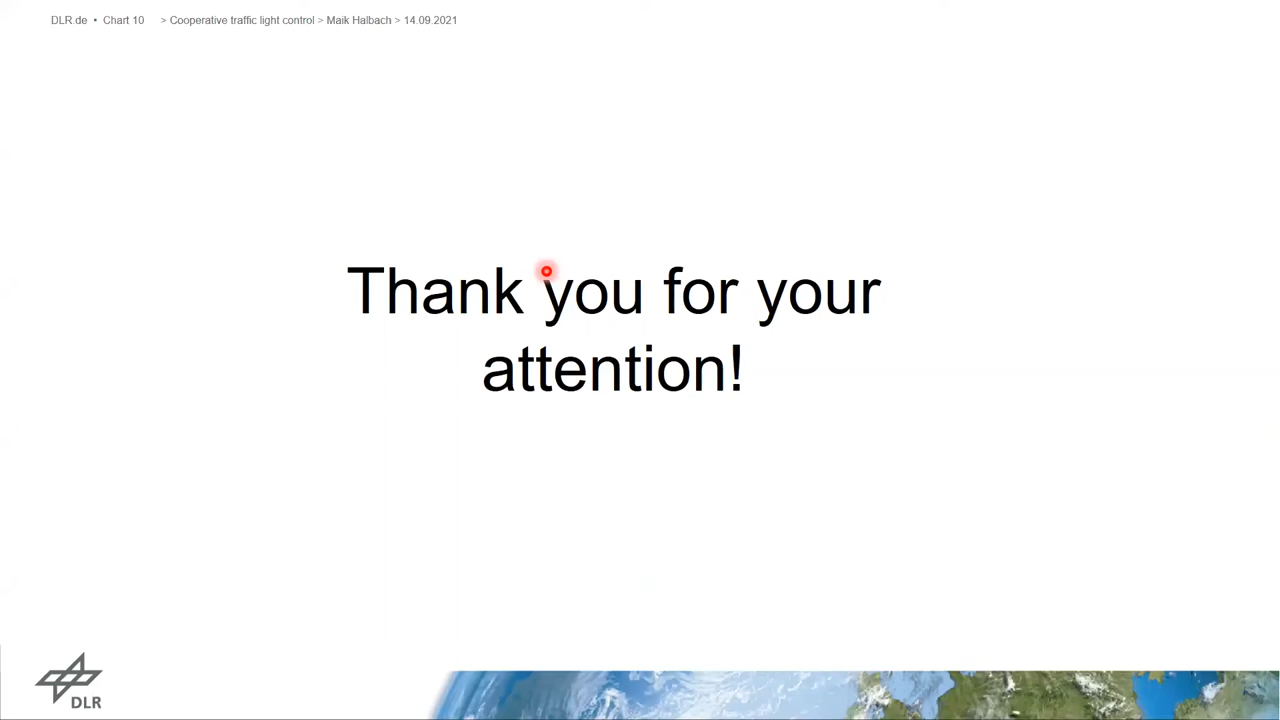 DLR.de • Chart 10 > Cooperative traffic light control > Maik Halbach > 14.09.2021
Thank you for your
attention!
DLR